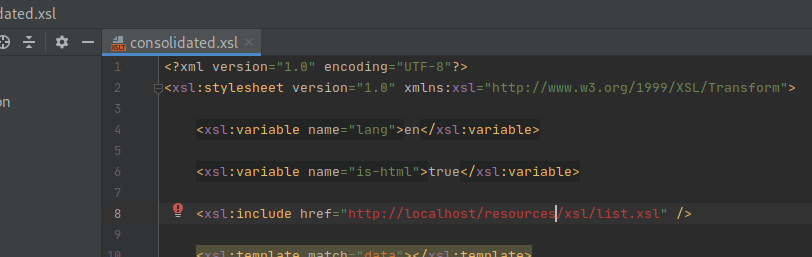 dated.xsl
consolidated.xsl
on
1 <?xml version="1.0" encoding="UTF-8"?>
2 <xsl:stylesheet version="1.0" xmlns:xsl="http://www.w3.org/1999/XSL/Transform">
3
4 <xsl:variable name="lang">en</xsl:variable>
5
6 <xsl:variable name="is-html">true</xsl:variable>
7
8 <xsl:include href="http://localhost/resources/xsl/list.xsl" />
9
10 <xsl:template match="data"></xsl:template>